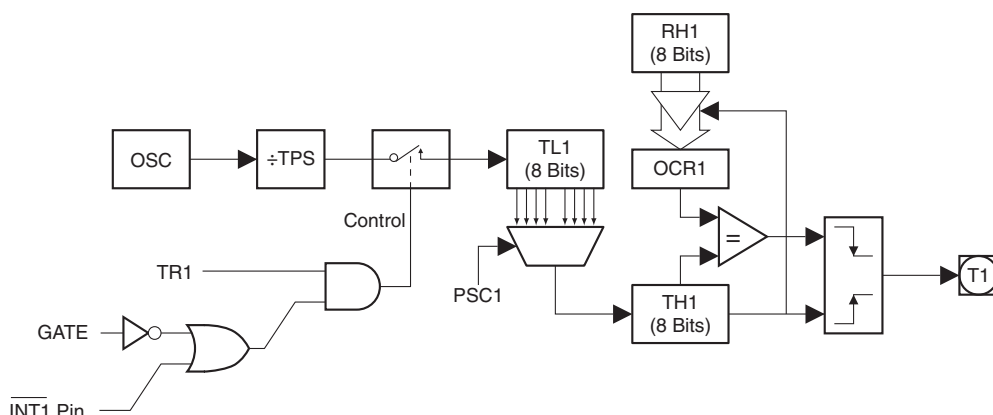 RH1
(8 Bits)
OSC
÷TPS
TL1
(8 Bits)
OCR1
Control
=
TR1
PSC1
TH1
(8 Bits)
T1
GATE
INT1 Pin